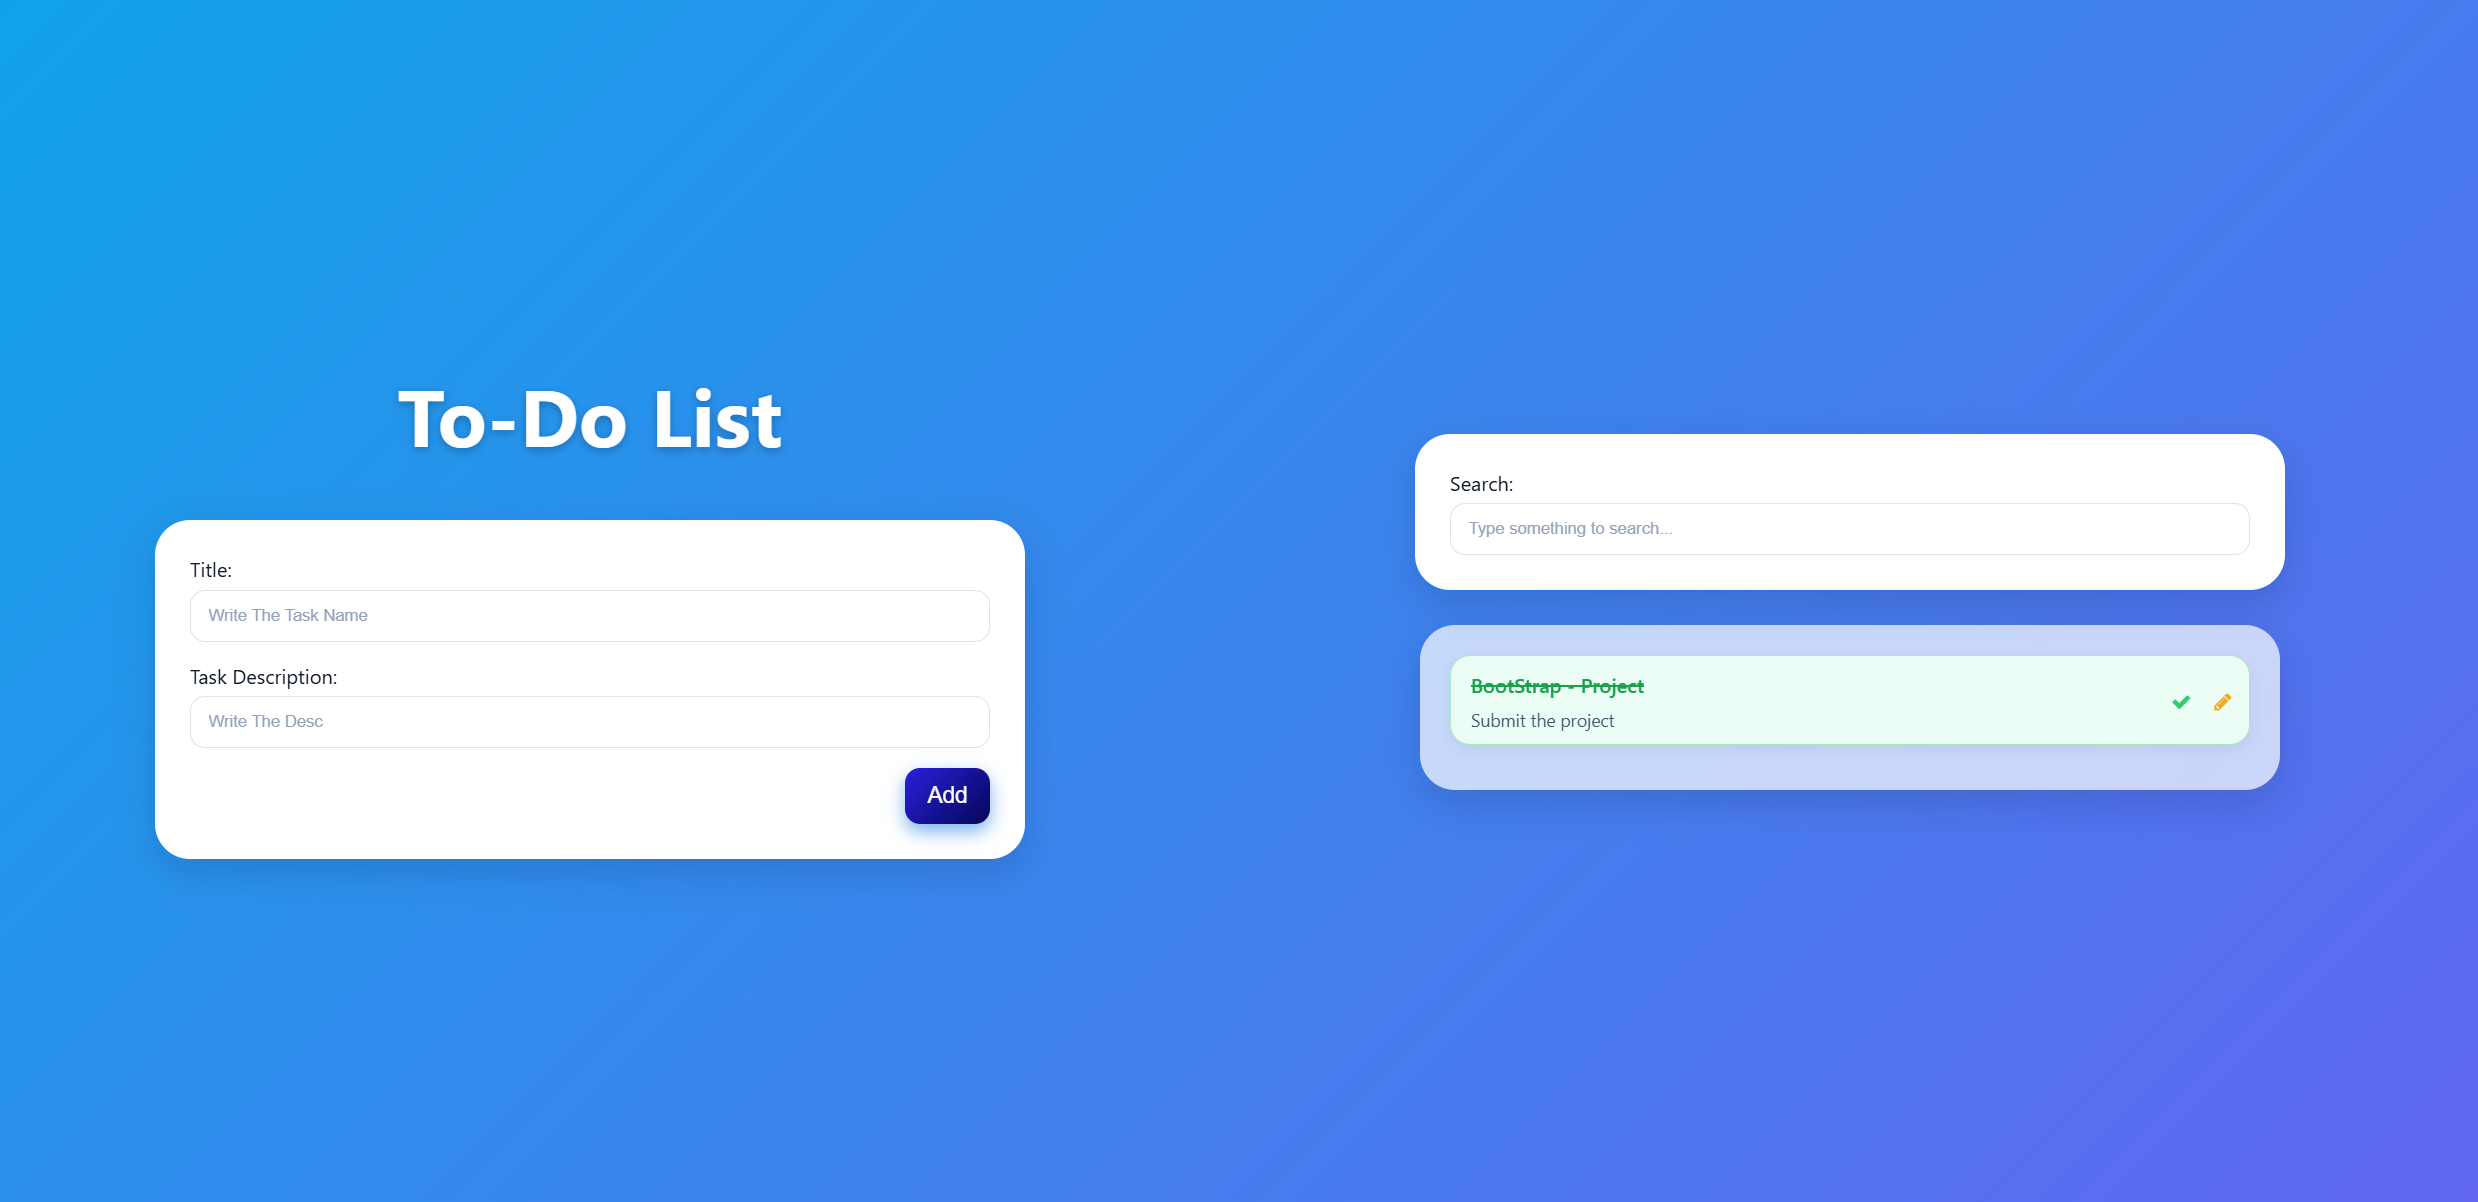 To-Do List
Title:
Write The Task Name
Task Description:
Write The Desc
Add
Search:
Type something to search...
BootStrap - Project
Submit the project